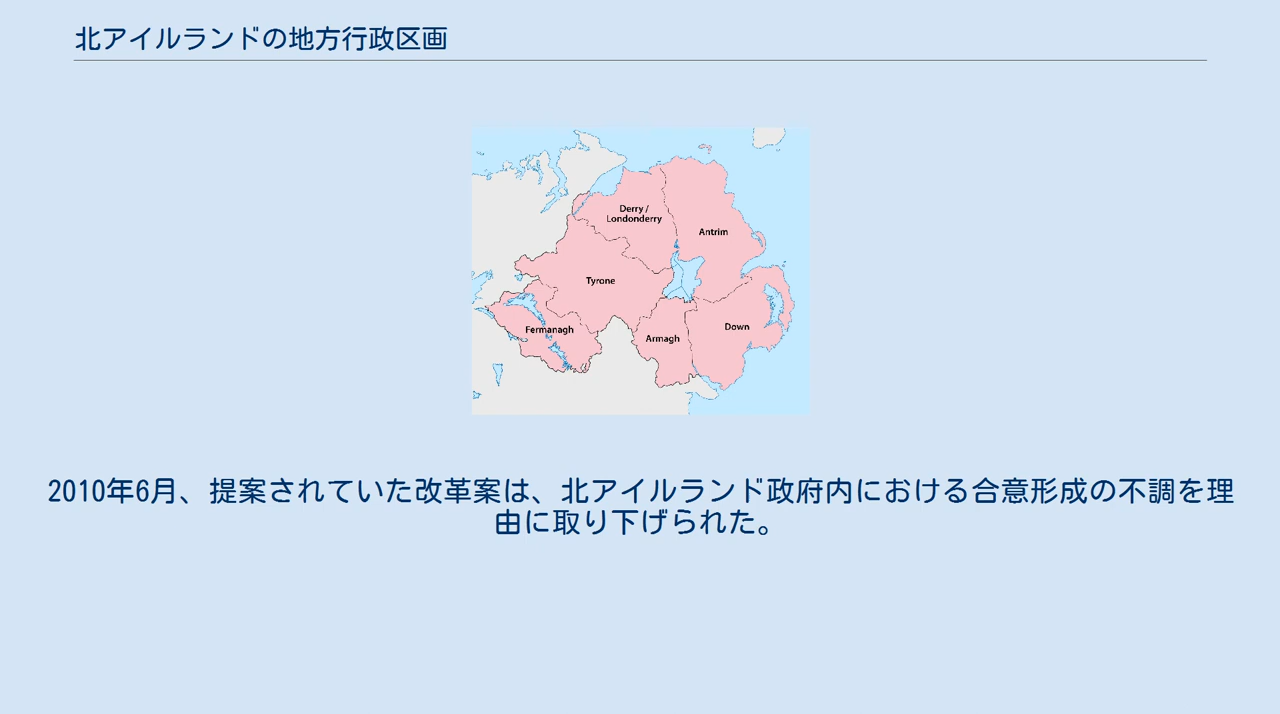 北アイルランドの地方行政区画
Derry /
Londonderry
Antrim
Tyrone
Fermanagh
Armagh
Down
2010年6月、提案されていた改革案は、北アイルランド政府内における合意形成の不調を理
由に取り下げられた。